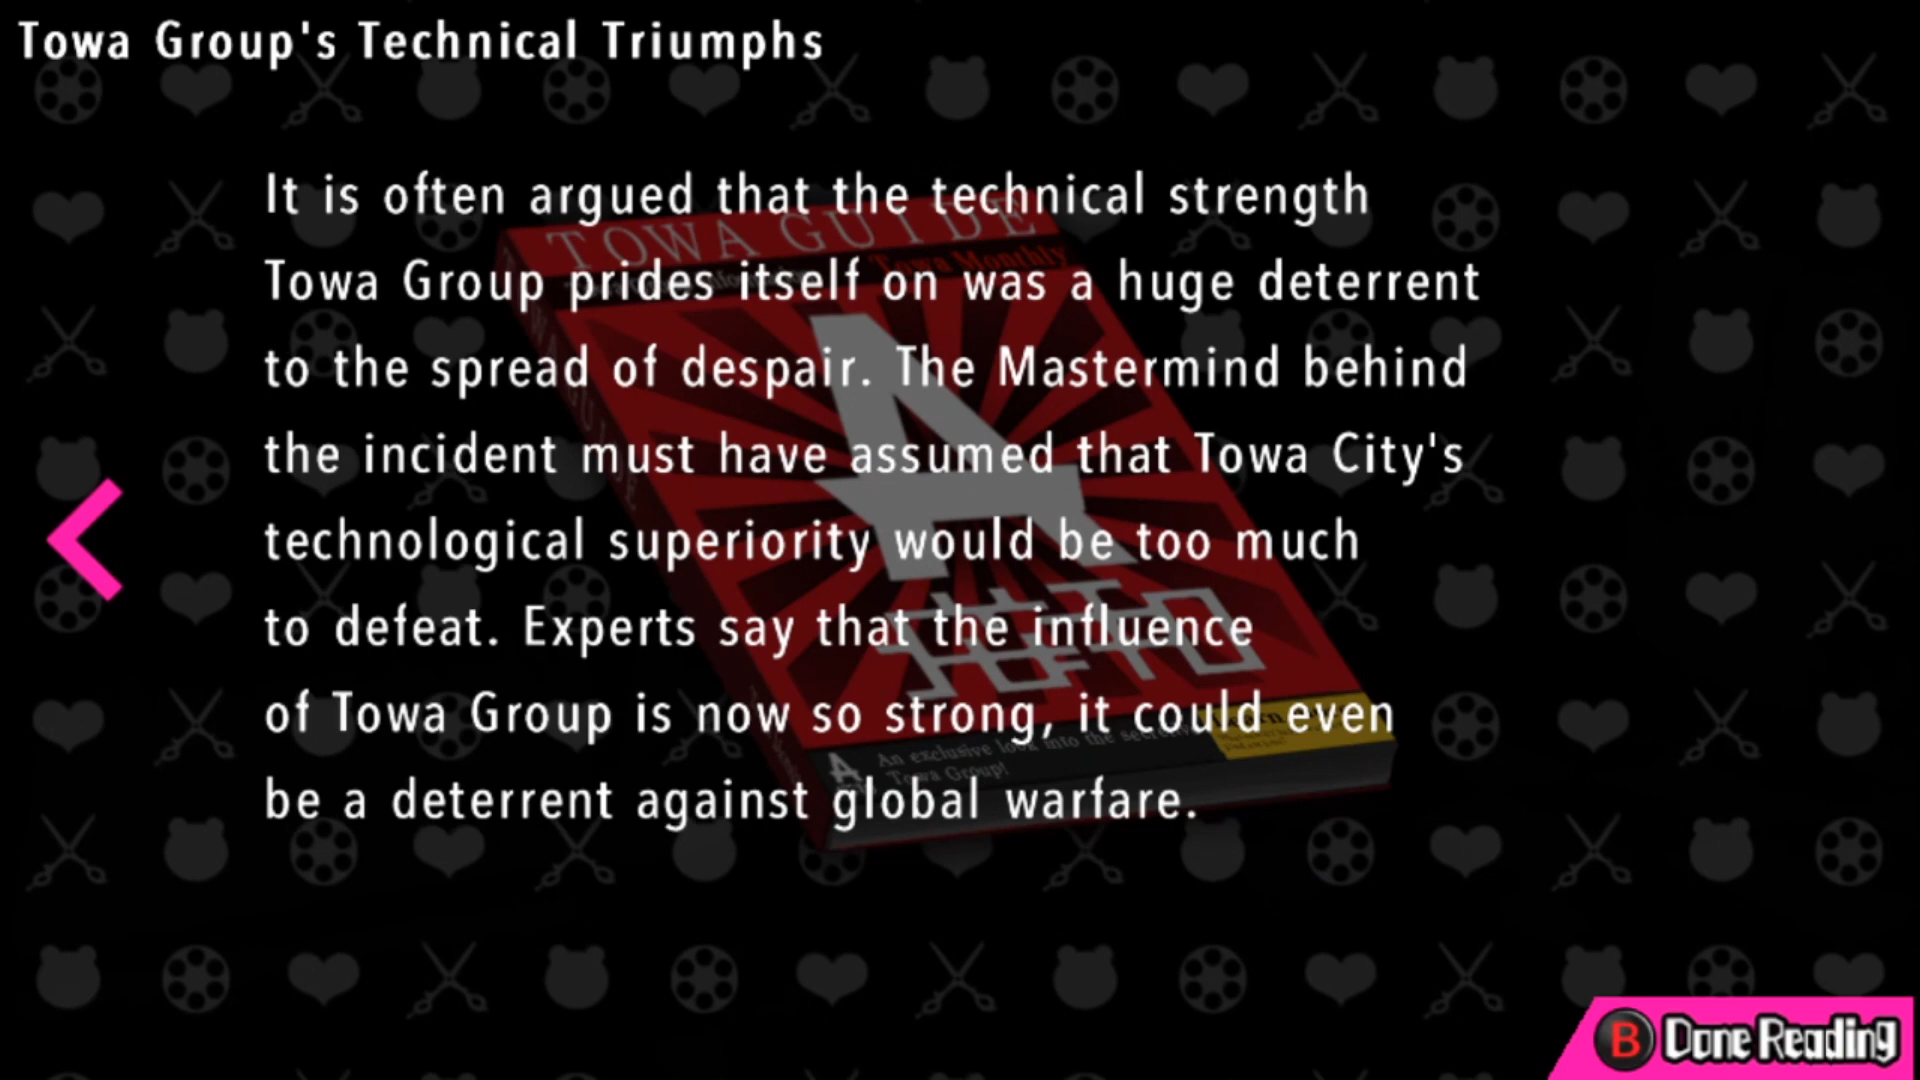 Towa Group's Technical Triumphs
It is often argued that the technical strength
Towa Group prides itself on was a huge deterrent
to the spread of despair. The Mastermind behind
the incident must have assumed that Towa City's
technological superiority would be too much
to defeat. Experts say that the influence
of Towa Group is now so strong, it could even
be a deterrent against global warfare.
TOWA GUIDE
Towa Monthly
An exclusive look into the
Towa Group!
B Done Reading